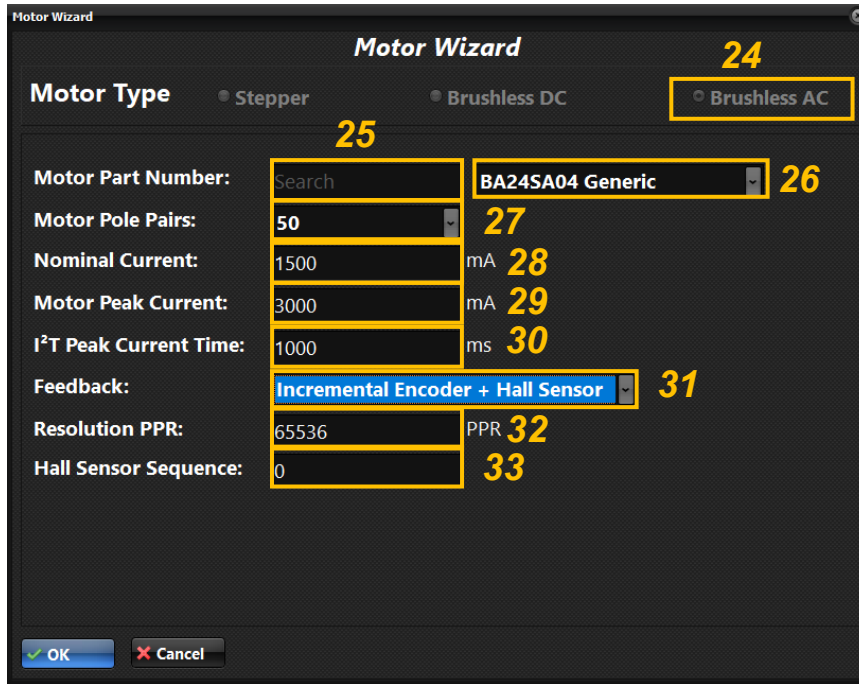 Motor Wizard
Motor Wizard
24
Motor Type Stepper Brushless DC Brushless AC
25
Motor Part Number: Search BA24SA04 Generic 26
Motor Pole Pairs: 50 27
Nominal Current: 1500 mA 28
Motor Peak Current: 3000 mA 29
I²T Peak Current Time: 1000 ms 30
Feedback: Incremental Encoder + Hall Sensor 31
Resolution PPR: 65536 PPR 32
Hall Sensor Sequence: 0 33
OK Cancel